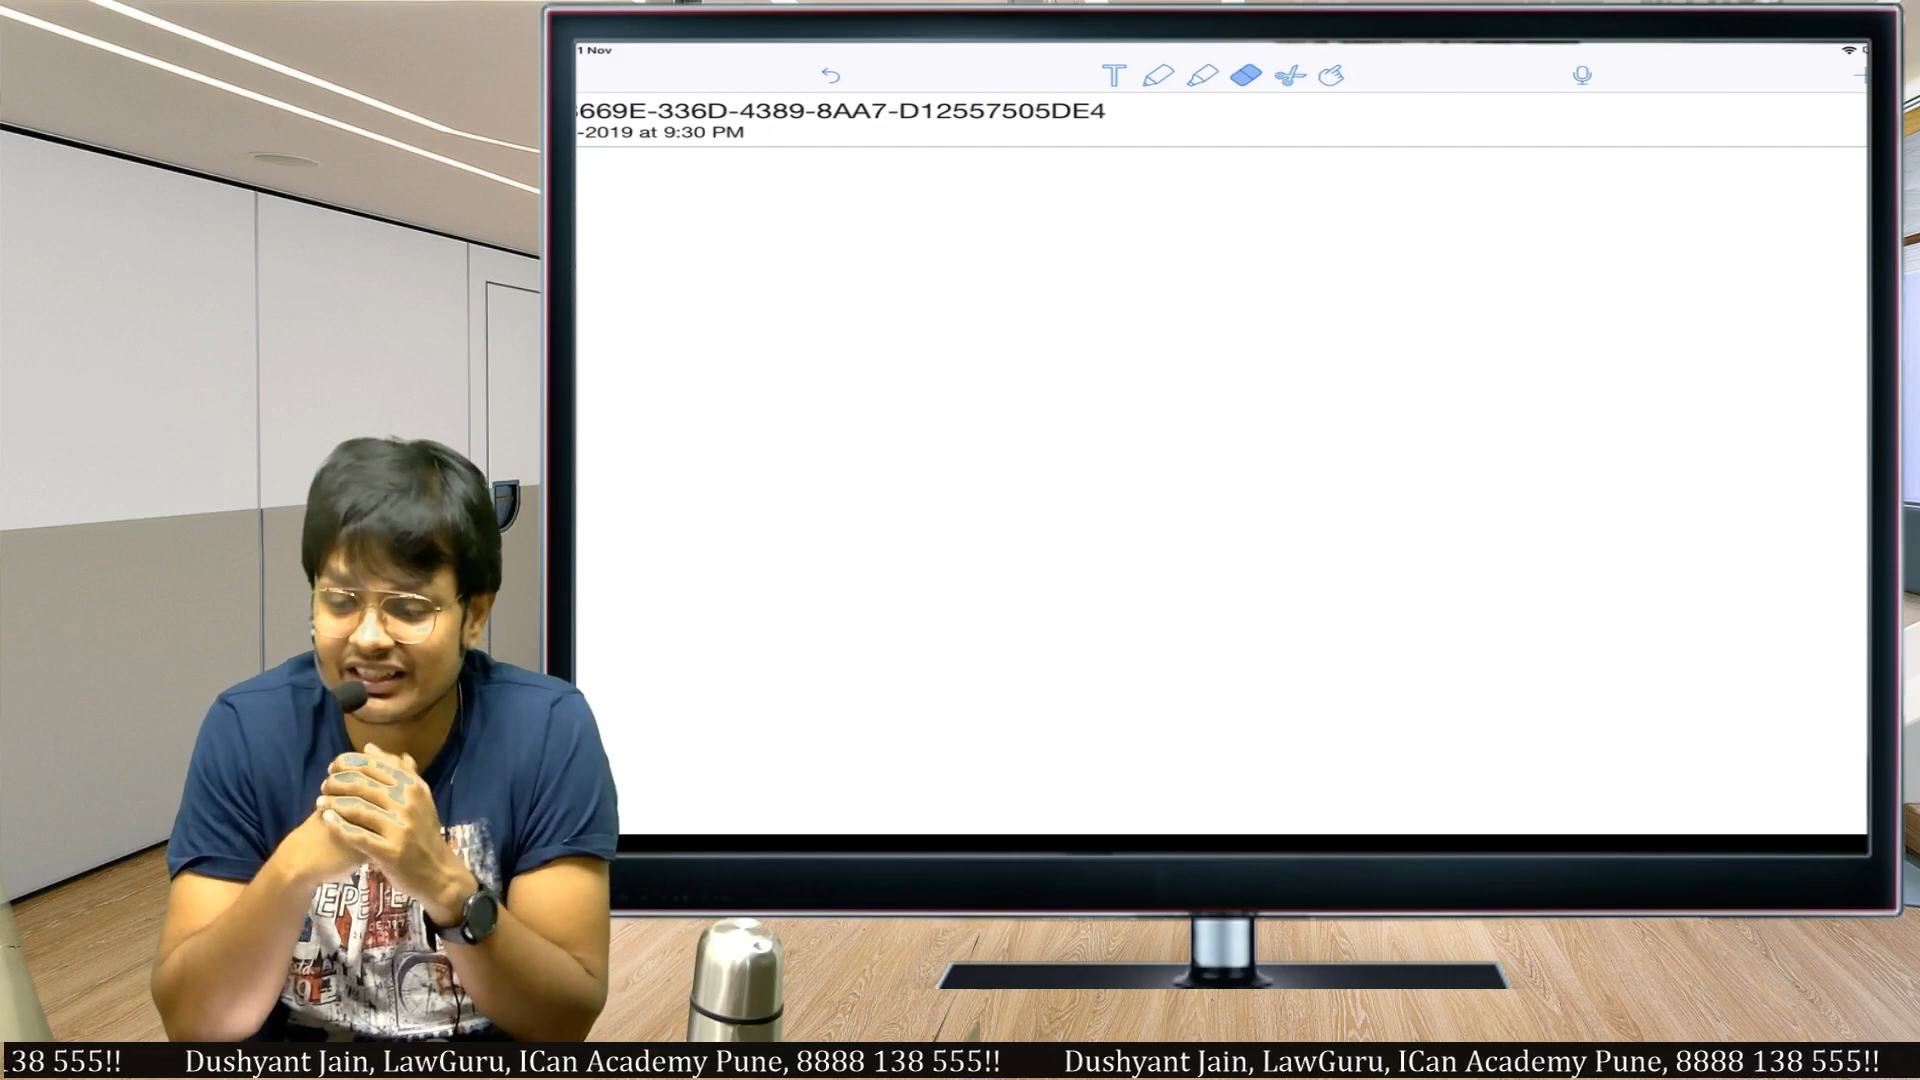 1 Nov
669E-336D-4389-8AA7-D12557505DE4
-2019 at 9:30 PM
38 555!! Dushyant Jain, LawGuru, ICan Academy Pune, 8888 138 555!! Dushyant Jain, LawGuru, ICan Academy Pune, 8888 138 555!!